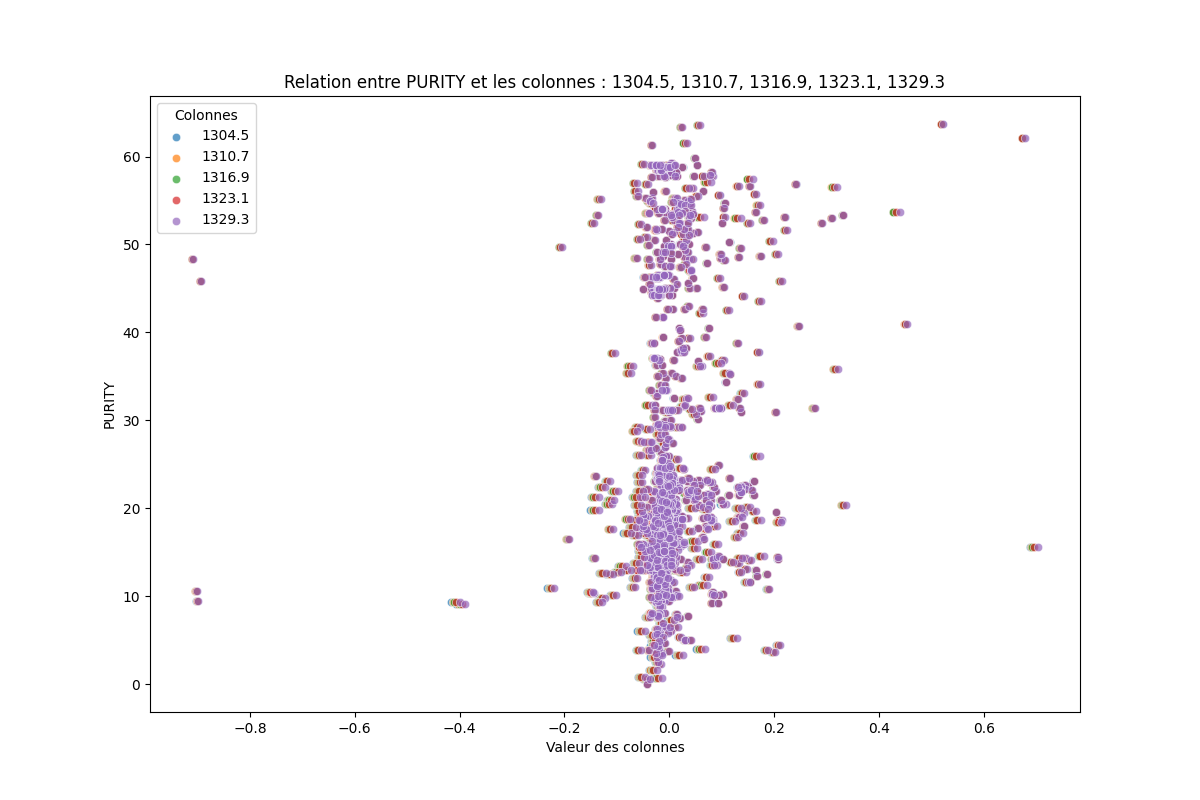 Relation entre PURITY et les colonnes : 1304.5, 1310.7, 1316.9, 1323.1, 1329.3
Colonnes
1304.5
1310.7
1316.9
1323.1
1329.3
PURITY
60
50
40
30
20
10
0
−0.8 −0.6 −0.4 −0.2 0.0 0.2 0.4 0.6
Valeur des colonnes